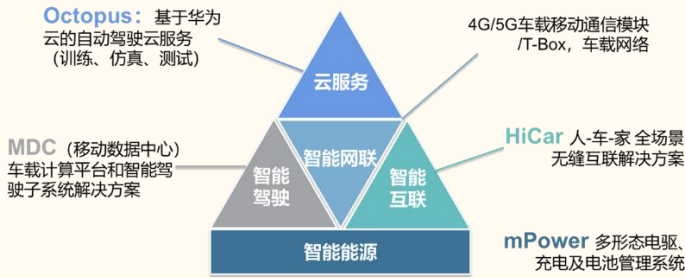 Octopus：基于华为
云的自动驾驶云服务
（训练、仿真、测试）
4G/5G车载移动通信模块
/T-Box，车载网络
云服务
MDC（移动数据中心）
车载计算平台和智能驾
驶子系统解决方案
智能网联
HiCar 人-车-家 全场景
无缝互联解决方案
智能
驾驶
智能
互联
智能能源
mPower 多形态电驱、
充电及电池管理系统